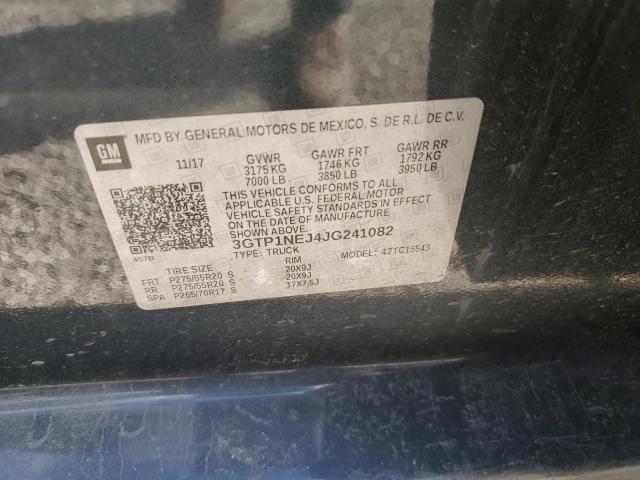 GM
MFD BY GENERAL MOTORS DE MEXICO, S. DE R.L. DE C.V.
11/17
GVWR GAWR FRT GAWR RR
3175 KG 1746 KG 1792 KG
7000 LB 3850 LB 3950 LB
THIS VEHICLE CONFORMS TO ALL
APPLICABLE U.S. FEDERAL MOTOR
VEHICLE SAFETY STANDARDS IN
EFFECT ON THE DATE OF MANUFACTURE
SHOWN ABOVE.
3GTP1NEJ4JG241082
457B
TYPE: TRUCK MODEL: 42TC15543
TIRE SIZE RIM
FRT P275/55R20 S 20X9J
RR P275/55R20 S 20X9J
SPA P265/70R17 S 17X7.5J